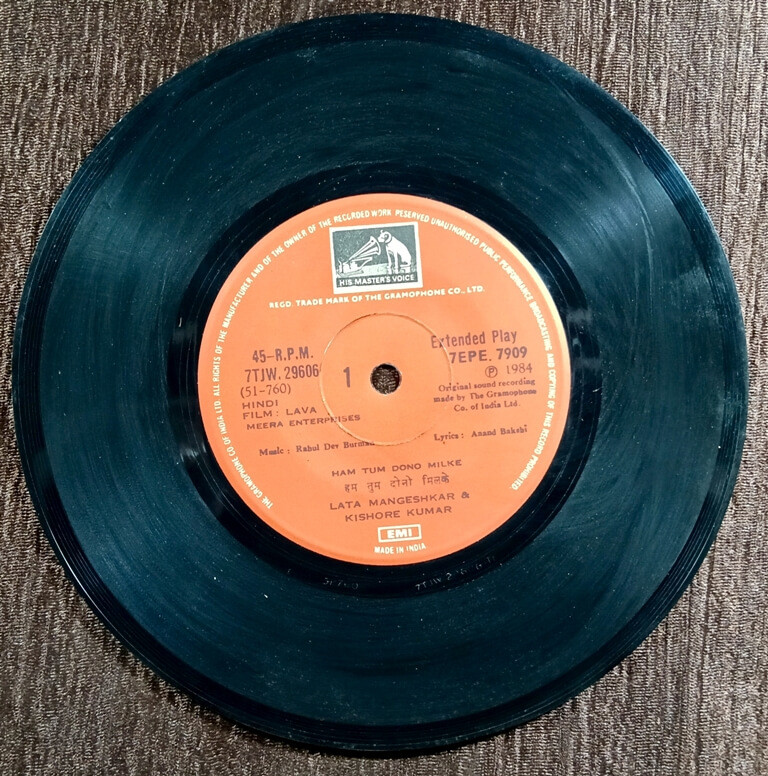 THE GRAMOPHONE CO OF INDIA LTD. ALL RIGHTS OF THE MANUFACTURER AND OF THE OWNER OF THE RECORDED WORK RESERVED UNAUTHORISED PUBLIC PERFORMANCE BROADCASTING AND COPYING OF THIS RECORD PROHIBITED
HIS MASTER'S VOICE
REGD. TRADE MARK OF THE GRAMOPHONE CO., LTD.
45-R.P.M.
7TJW. 29606
(51-760)
HINDI
FILM: LAVA
MEERA ENTERPRISES
1
Extended Play
7EPE. 7909
Ⓟ 1984
Original sound recording
made by The Gramophone
Co. of India Ltd.
Music: Rahul Dev Burman
Lyrics: Anand Bakshi
HAM TUM DONO MILKE
हम तुम दोनो मिलके
LATA MANGESHKAR &
KISHORE KUMAR
EMI
MADE IN INDIA